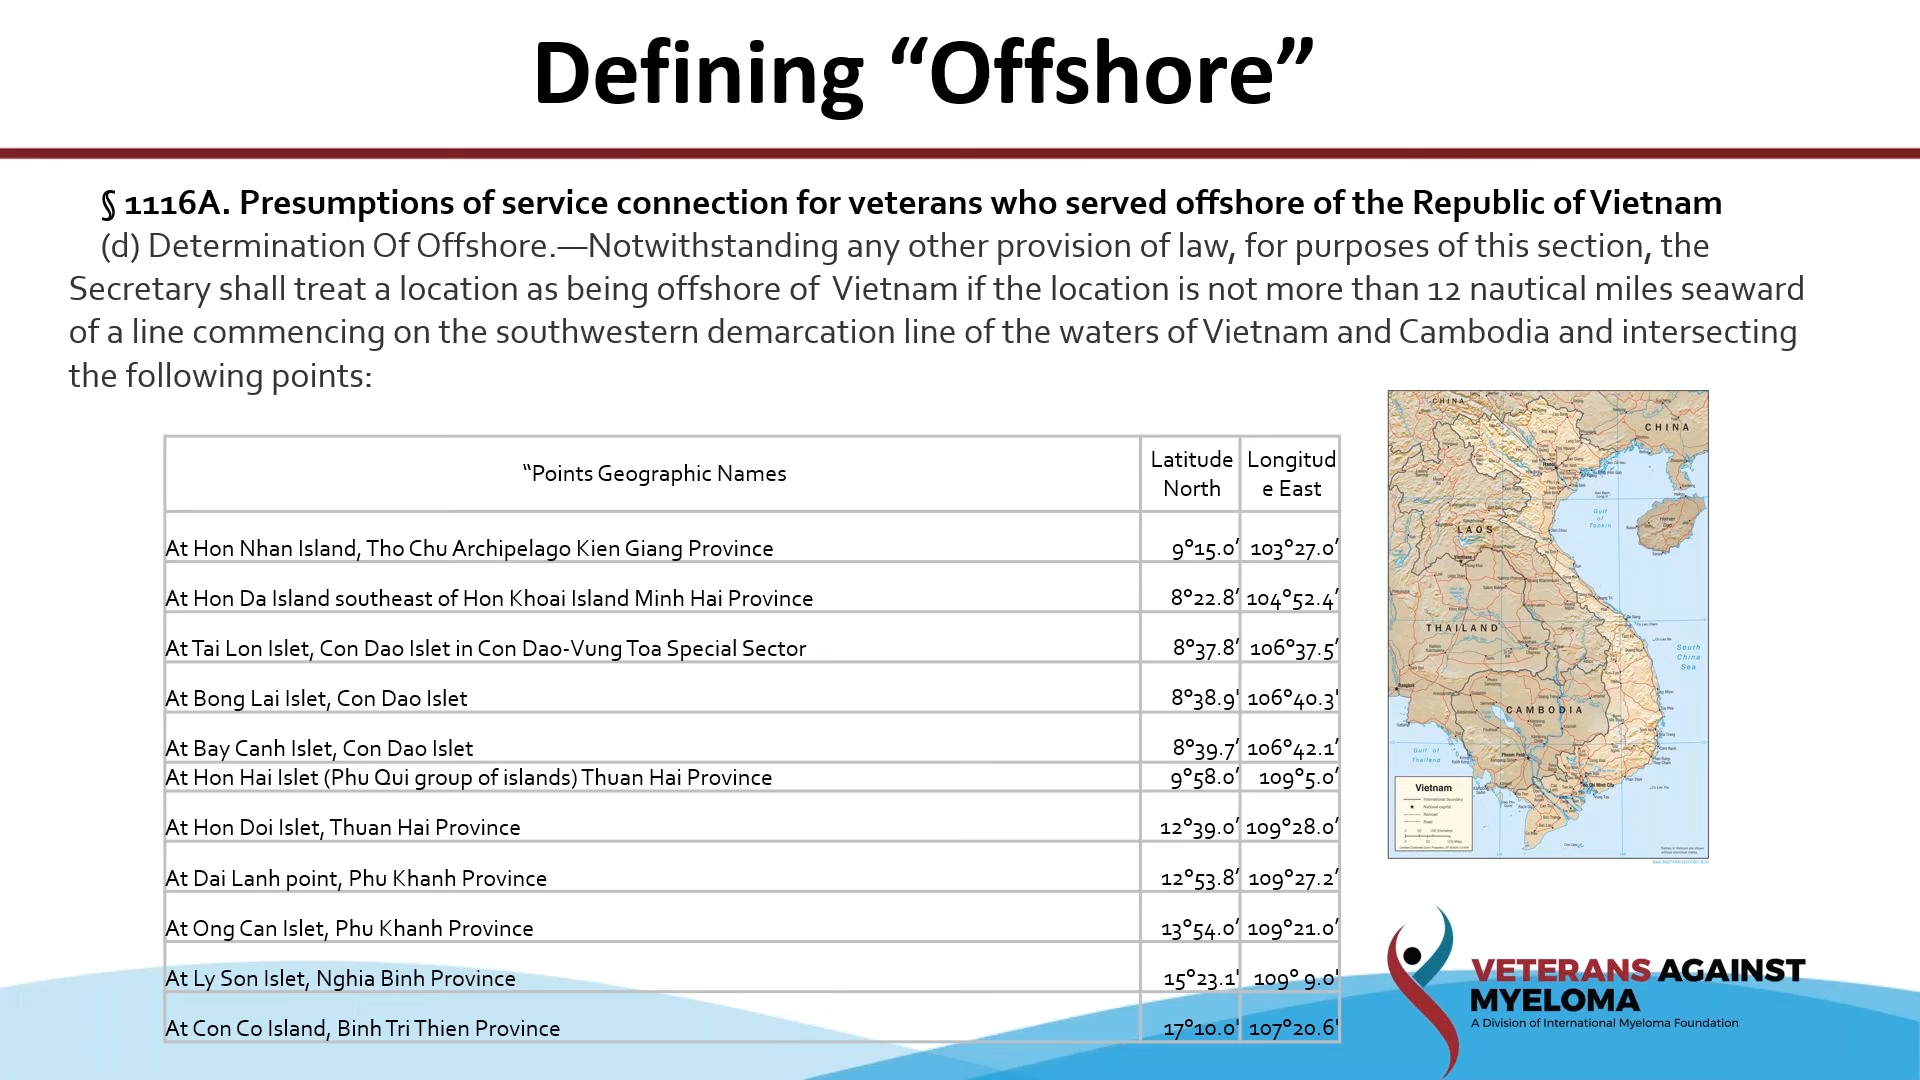 Defining “Offshore”
§ 1116A. Presumptions of service connection for veterans who served offshore of the Republic of Vietnam
(d) Determination Of Offshore.—Notwithstanding any other provision of law, for purposes of this section, the
Secretary shall treat a location as being offshore of Vietnam if the location is not more than 12 nautical miles seaward
of a line commencing on the southwestern demarcation line of the waters of Vietnam and Cambodia and intersecting
the following points:
“Points Geographic Names Latitude North Longitude East
At Hon Nhan Island, Tho Chu Archipelago Kien Giang Province 9°15.0’ 103°27.0’
At Hon Da Island southeast of Hon Khoai Island Minh Hai Province 8°22.8’ 104°52.4’
At Tai Lon Islet, Con Dao Islet in Con Dao-Vung Toa Special Sector 8°37.8’ 106°37.5’
At Bong Lai Islet, Con Dao Islet 8°38.9' 106°40.3'
At Bay Canh Islet, Con Dao Islet 8°39.7’ 106°42.1’
At Hon Hai Islet (Phu Qui group of islands) Thuan Hai Province 9°58.0’ 109°5.0’
At Hon Doi Islet, Thuan Hai Province 12°39.0’ 109°28.0’
At Dai Lanh point, Phu Khanh Province 12°53.8’ 109°27.2’
At Ong Can Islet, Phu Khanh Province 13°54.0’ 109°21.0’
At Ly Son Islet, Nghia Binh Province 15°23.1' 109° 9.0'
At Con Co Island, Binh Tri Thien Province 17°10.0' 107°20.6'
CHINA
CHINA
Gulf
of
Tonkin
LAOS
THAILAND
South
China
Sea
CAMBODIA
Gulf of
Thailand
Vietnam
VETERANS AGAINST
MYELOMA
A Division of International Myeloma Foundation